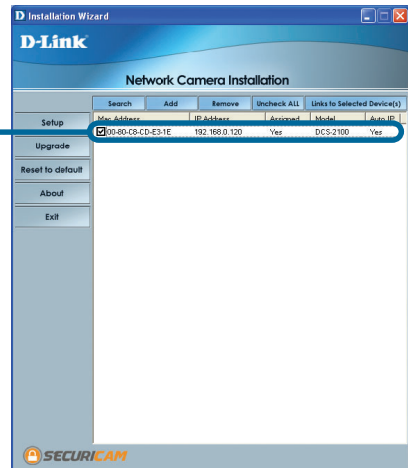 D Installation Wizard
D-Link
Network Camera Installation
Search Add Remove Uncheck ALL Links to Selected Device(s)
Mac Address IP Address Assigned Model Auto IP
00-80-C8-CD-E3-1E 192.168.0.120 Yes DCS-2100 Yes
Setup
Upgrade
Reset to default
About
Exit
SECURICAM